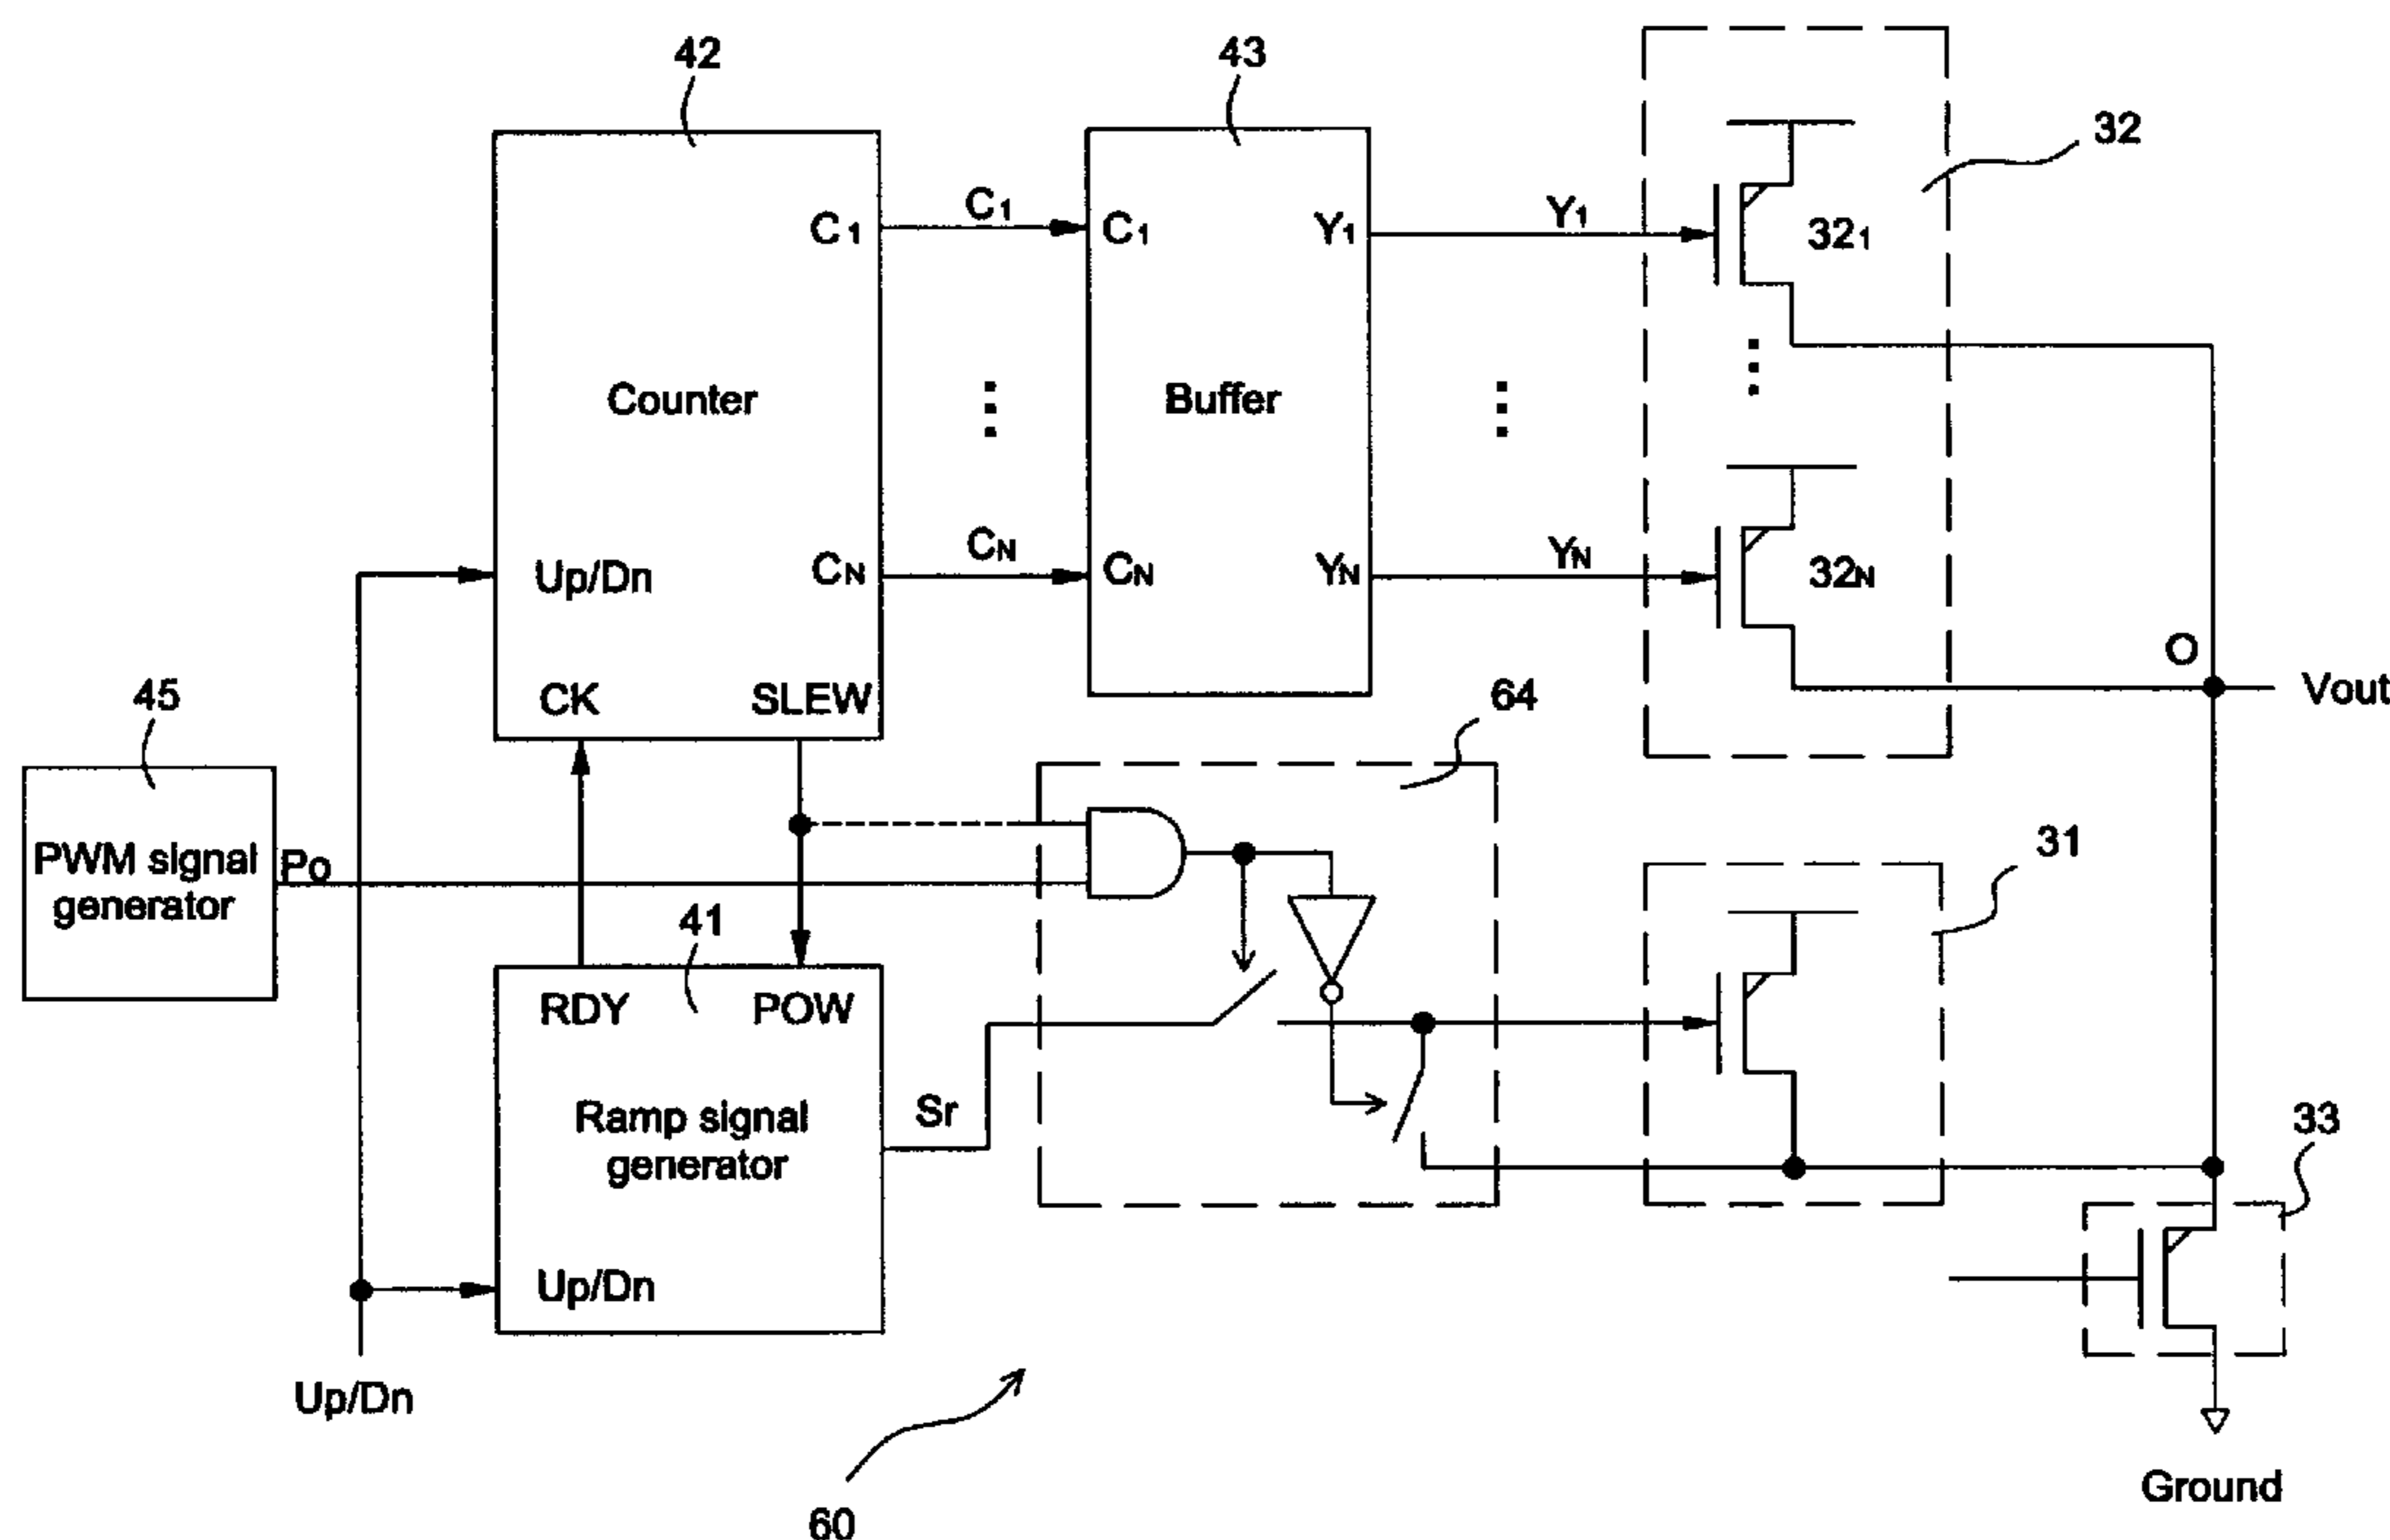 42
43
32
C1
C1
C1
Y1
Y1
321
Counter
Buffer
Up/Dn
CN
CN
CN
YN
YN
32N
O
Vout
CK
SLEW
64
45
PWM signal
generator
Po
31
41
RDY
POW
Ramp signal
generator
Sr
33
Up/Dn
Up/Dn
60
Ground